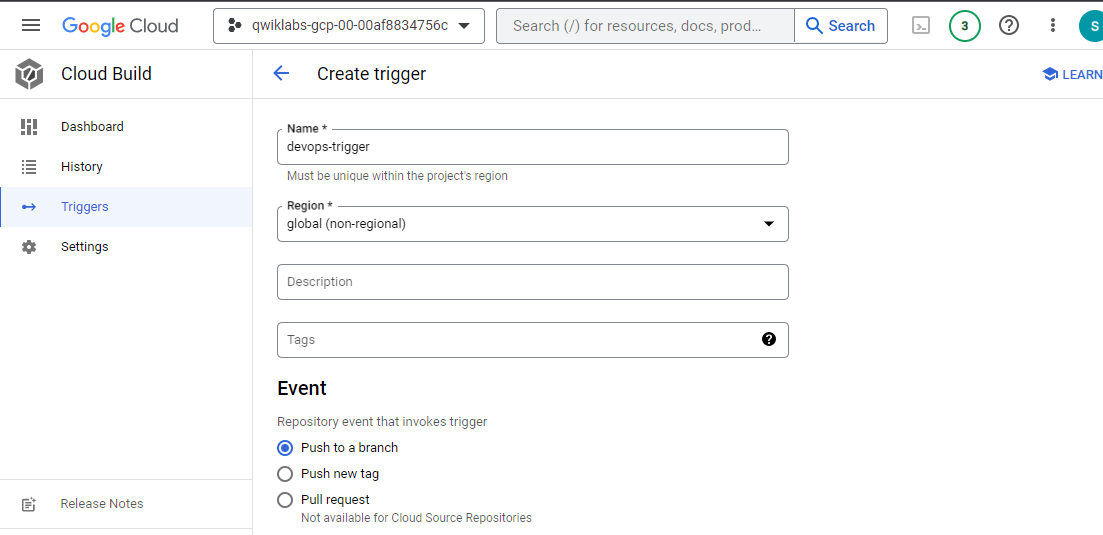 Google Cloud
qwiklabs-gcp-00-00af8834756c
Search (/) for resources, docs, prod...
Search
3
S
Cloud Build
Create trigger
LEARN
Dashboard
History
Triggers
Settings
Release Notes
Name *
devops-trigger
Must be unique within the project's region
Region *
global (non-regional)
Description
Tags
Event
Repository event that invokes trigger
Push to a branch
Push new tag
Pull request
Not available for Cloud Source Repositories